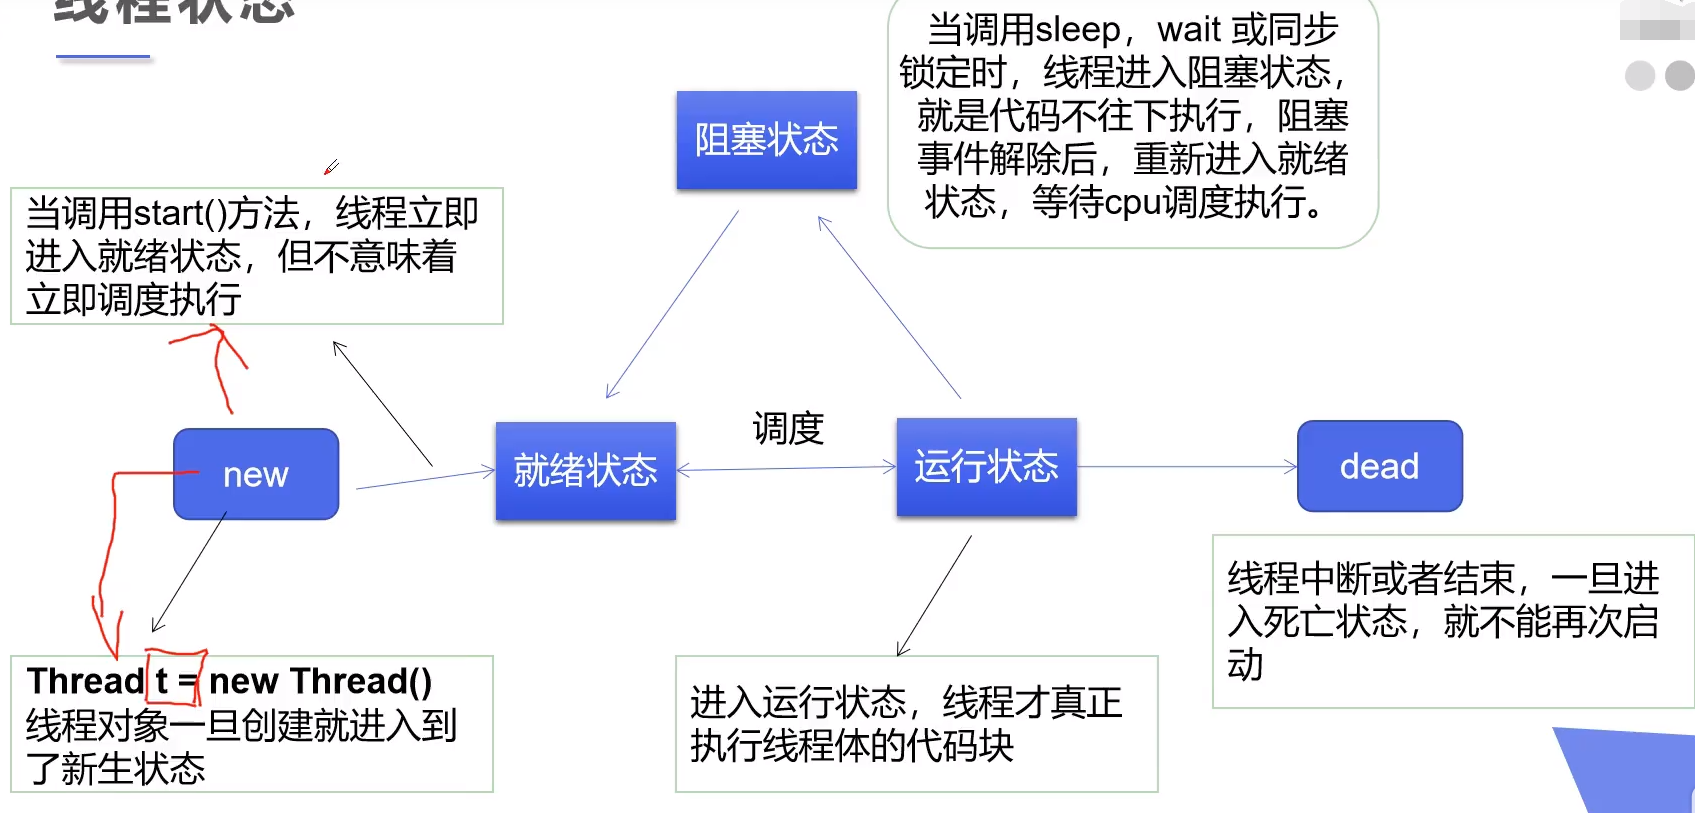 线程状态
当调用sleep，wait 或同步
锁定时，线程进入阻塞状态，
就是代码不往下执行，阻塞
事件解除后，重新进入就绪
状态，等待cpu调度执行。
阻塞状态
当调用start()方法，线程立即
进入就绪状态，但不意味着
立即调度执行
调度
new
就绪状态
运行状态
dead
线程中断或者结束，一旦进
入死亡状态，就不能再次启
动
Thread t = new Thread()
线程对象一旦创建就进入到
了新生状态
进入运行状态，线程才真正
执行线程体的代码块